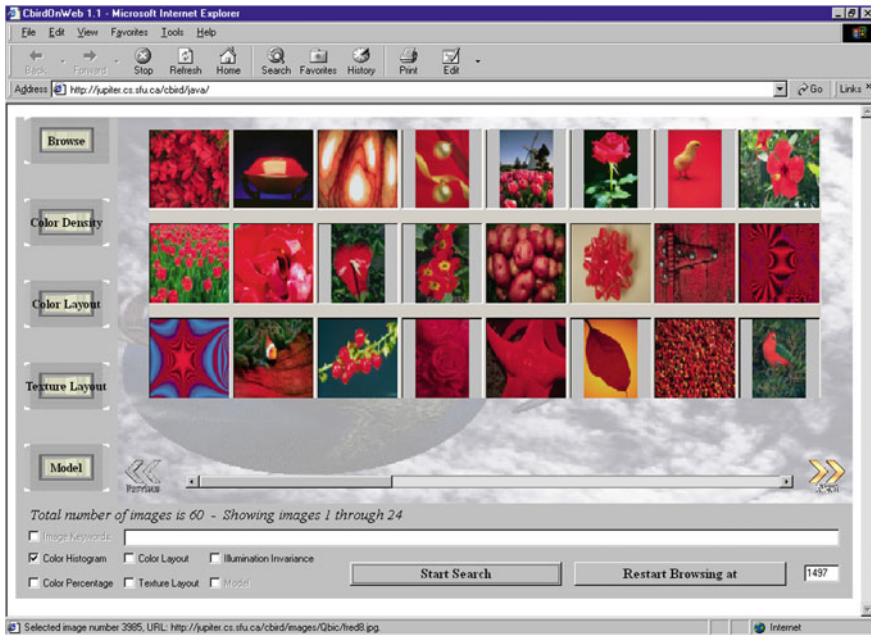 CbirdOnWeb 1.1 - Microsoft Internet Explorer
File Edit View Favorites Tools Help
Back Forward Stop Refresh Home Search Favorites History Print Edit
Address http://jupiter.cs.sfu.ca/cbird/java/ Go Links
Browse
Color Density
Color Layout
Texture Layout
Model
Previous Next
Total number of images is 60 - Showing images 1 through 24
Image Keywords:
Color Histogram Color Layout Illumination Invariance
Color Percentage Texture Layout Model
Start Search Restart Browsing at 1497
Selected image number 3985, URL: http://jupiter.cs.sfu.ca/cbird/images/Qbic/fred8.jpg. Internet